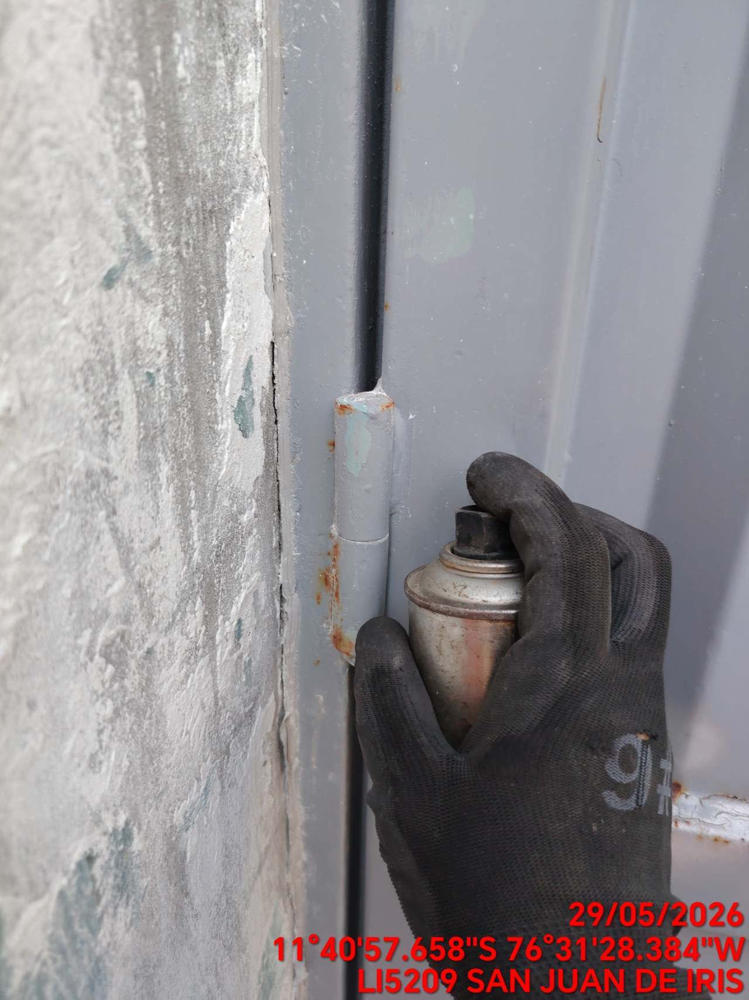 g#
29/05/2026
11°40'57.658"S 76°31'28.384"W
LI5209 SAN JUAN DE IRIS